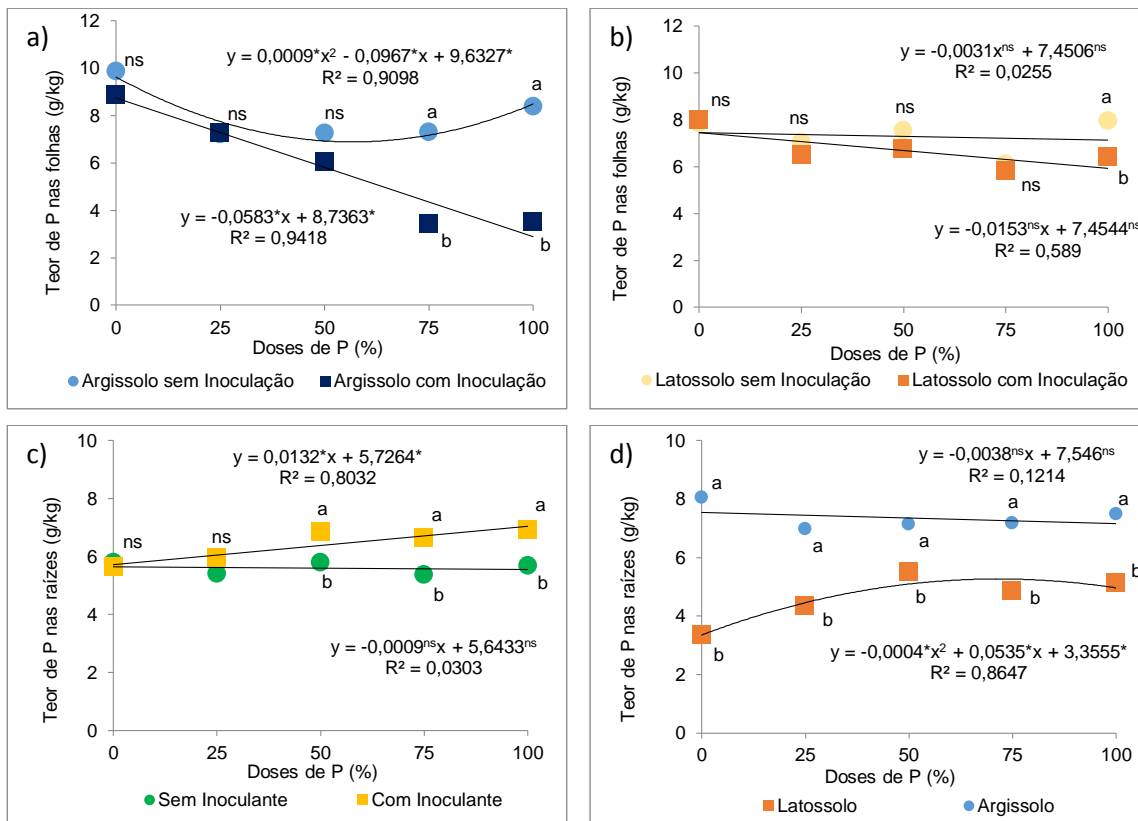 a)
Teor de P nas folhas (g/kg)
12
10
8
6
4
2
0
y = 0,0009*x² - 0,0967*x + 9,6327*
R² = 0,9098
ns
ns
ns
a
a
y = -0,0583*x + 8,7363*
R² = 0,9418
b
b
0 25 50 75 100
Doses de P (%)
Argissolo sem Inoculação Argissolo com Inoculação
b)
Teor de P nas folhas (g/kg)
12
10
8
6
4
2
0
y = -0,0031xⁿˢ + 7,4506ⁿˢ
R² = 0,0255
ns
ns
ns
a
ns
b
y = -0,0153ⁿˢx + 7,4544ⁿˢ
R² = 0,589
0 25 50 75 100
Doses de P (%)
Latossolo sem Inoculação Latossolo com Inoculação
c)
Teor de P nas raízes (g/kg)
10
8
6
4
2
0
y = 0,0132*x + 5,7264*
R² = 0,8032
ns
ns
a
a
a
b
b
b
y = -0,0009ⁿˢx + 5,6433ⁿˢ
R² = 0,0303
0 25 50 75 100
Doses de P (%)
Sem Inoculante Com Inoculante
d)
Teor de P nas raízes (g/kg)
10
8
6
4
2
0
y = -0,0038ⁿˢx + 7,546ⁿˢ
R² = 0,1214
a
a
a
a
a
b
b
b
b
b
y = -0,0004*x² + 0,0535*x + 3,3555*
R² = 0,8647
0 25 50 75 100
Doses de P (%)
Latossolo Argissolo